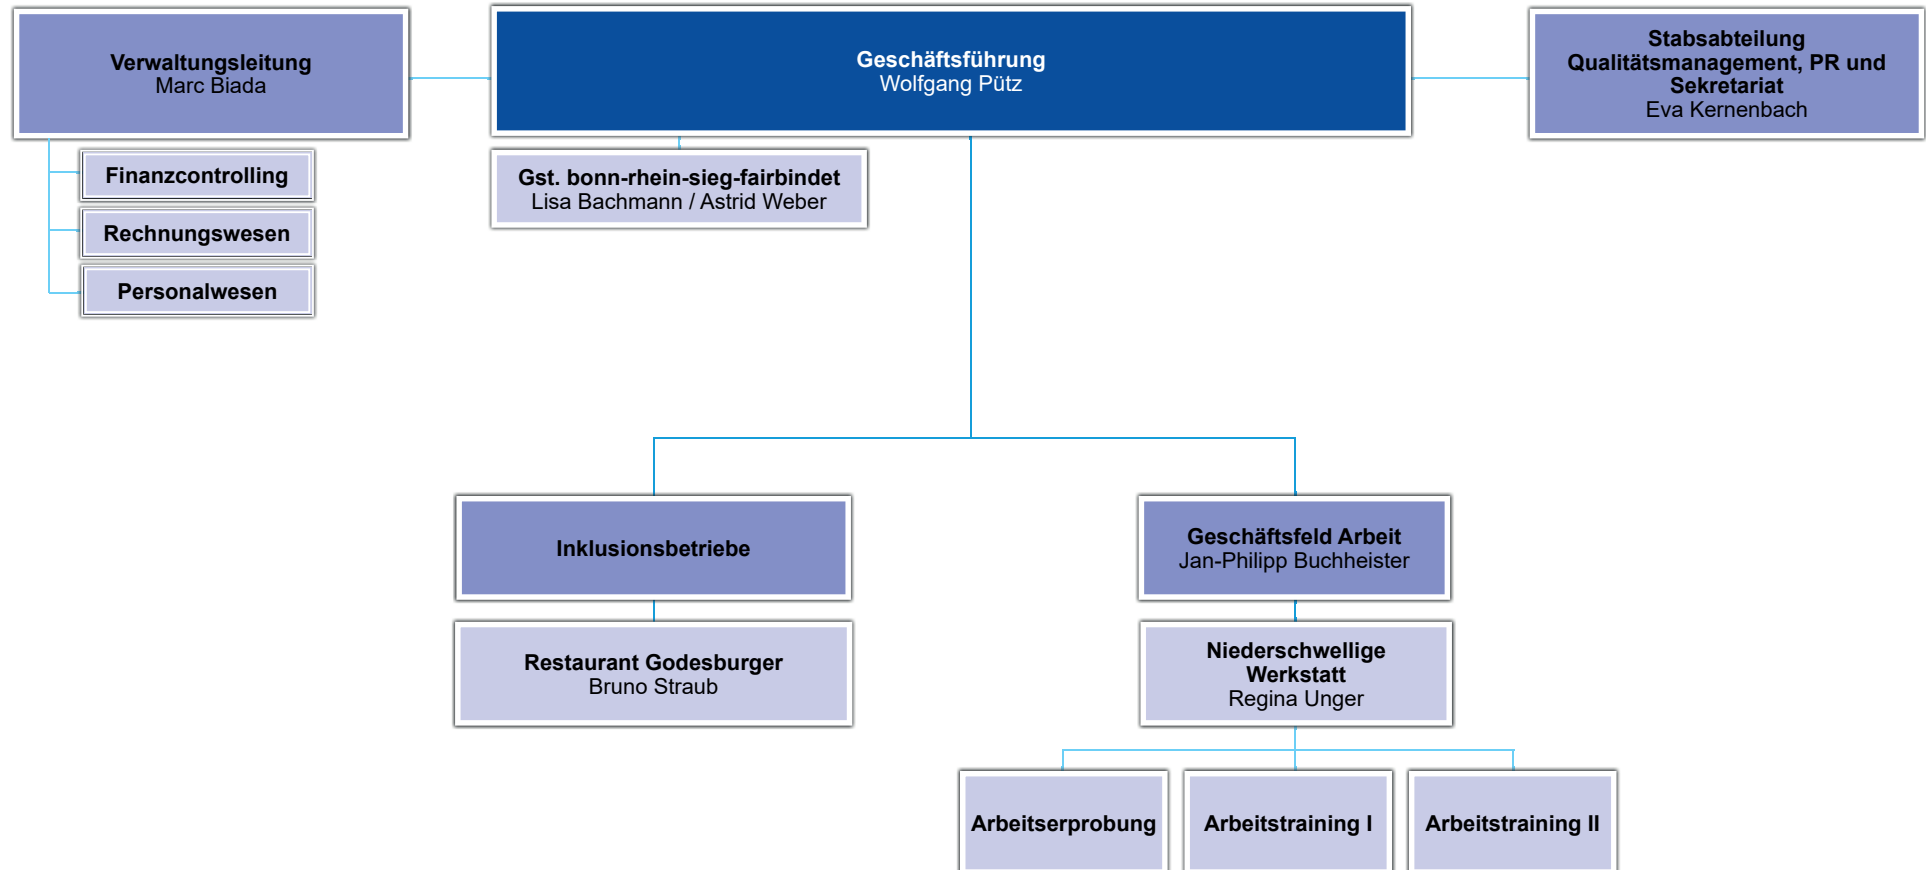 Verwaltungsleitung
Marc Biada
Geschäftsführung
Wolfgang Pütz
Stabsabteilung
Qualitätsmanagement, PR und
Sekretariat
Eva Kernenbach
Finanzcontrolling
Rechnungswesen
Personalwesen
Gst. bonn-rhein-sieg-fairbindet
Lisa Bachmann / Astrid Weber
Inklusionsbetriebe
Restaurant Godesburger
Bruno Straub
Geschäftsfeld Arbeit
Jan-Philipp Buchheister
Niederschwellige
Werkstatt
Regina Unger
Arbeitserprobung
Arbeitstraining I
Arbeitstraining II